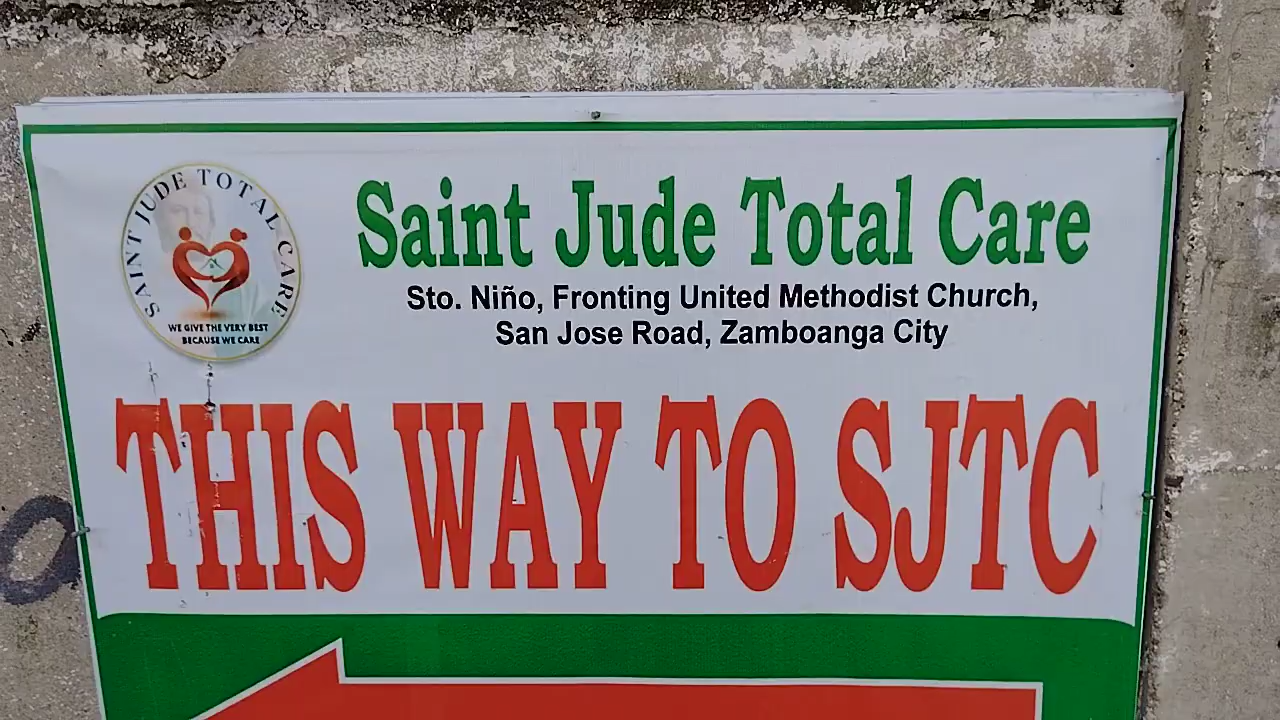 SAINT JUDE TOTAL CARE
WE GIVE THE VERY BEST
BECAUSE WE CARE
Saint Jude Total Care
Sto. Niño, Fronting United Methodist Church,
San Jose Road, Zamboanga City
THIS WAY TO SJTC